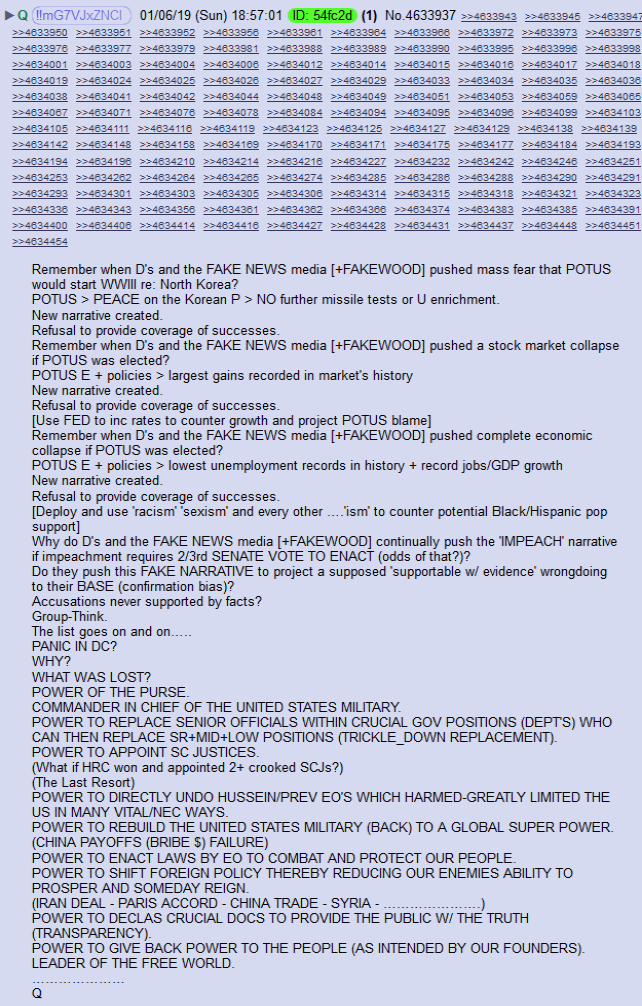 ▶ Q !!mG7VJxZNCI 01/06/19 (Sun) 18:57:01 ID: 54fc2d (1) No.4633937 >>4633943 >>4633945 >>4633947
>>4633950 >>4633951 >>4633952 >>4633956 >>4633961 >>4633964 >>4633966 >>4633972 >>4633973 >>4633975
>>4633976 >>4633977 >>4633979 >>4633981 >>4633988 >>4633989 >>4633990 >>4633995 >>4633996 >>4633998
>>4634001 >>4634003 >>4634004 >>4634006 >>4634012 >>4634014 >>4634015 >>4634016 >>4634017 >>4634018
>>4634019 >>4634024 >>4634025 >>4634026 >>4634027 >>4634029 >>4634033 >>4634034 >>4634035 >>4634036
>>4634038 >>4634041 >>4634042 >>4634044 >>4634048 >>4634049 >>4634051 >>4634053 >>4634059 >>4634065
>>4634067 >>4634071 >>4634076 >>4634078 >>4634084 >>4634094 >>4634095 >>4634096 >>4634099 >>4634103
>>4634105 >>4634111 >>4634116 >>4634119 >>4634123 >>4634125 >>4634127 >>4634129 >>4634138 >>4634139
>>4634142 >>4634148 >>4634158 >>4634169 >>4634170 >>4634171 >>4634175 >>4634177 >>4634184 >>4634193
>>4634194 >>4634196 >>4634210 >>4634214 >>4634216 >>4634227 >>4634232 >>4634242 >>4634246 >>4634251
>>4634253 >>4634262 >>4634264 >>4634265 >>4634274 >>4634285 >>4634286 >>4634288 >>4634290 >>4634291
>>4634293 >>4634301 >>4634303 >>4634305 >>4634306 >>4634314 >>4634315 >>4634318 >>4634321 >>4634323
>>4634336 >>4634343 >>4634356 >>4634361 >>4634362 >>4634366 >>4634374 >>4634383 >>4634385 >>4634391
>>4634400 >>4634406 >>4634414 >>4634416 >>4634427 >>4634428 >>4634431 >>4634437 >>4634448 >>4634451
>>4634454
Remember when D's and the FAKE NEWS media [+FAKEWOOD] pushed mass fear that POTUS
would start WWIII re: North Korea?
POTUS > PEACE on the Korean P > NO further missile tests or U enrichment.
New narrative created.
Refusal to provide coverage of successes.
Remember when D's and the FAKE NEWS media [+FAKEWOOD] pushed a stock market collapse
if POTUS was elected?
POTUS E + policies > largest gains recorded in market's history
New narrative created.
Refusal to provide coverage of successes.
[Use FED to inc rates to counter growth and project POTUS blame]
Remember when D's and the FAKE NEWS media [+FAKEWOOD] pushed complete economic
collapse if POTUS was elected?
POTUS E + policies > lowest unemployment records in history + record jobs/GDP growth
New narrative created.
Refusal to provide coverage of successes.
[Deploy and use 'racism' 'sexism' and every other ….'ism' to counter potential Black/Hispanic pop
support]
Why do D's and the FAKE NEWS media [+FAKEWOOD] continually push the 'IMPEACH' narrative
if impeachment requires 2/3rd SENATE VOTE TO ENACT (odds of that?)?
Do they push this FAKE NARRATIVE to project a supposed 'supportable w/ evidence' wrongdoing
to their BASE (confirmation bias)?
Accusations never supported by facts?
Group-Think.
The list goes on and on…..
PANIC IN DC?
WHY?
WHAT WAS LOST?
POWER OF THE PURSE.
COMMANDER IN CHIEF OF THE UNITED STATES MILITARY.
POWER TO REPLACE SENIOR OFFICIALS WITHIN CRUCIAL GOV POSITIONS (DEPT'S) WHO
CAN THEN REPLACE SR+MID+LOW POSITIONS (TRICKLE_DOWN REPLACEMENT).
POWER TO APPOINT SC JUSTICES.
(What if HRC won and appointed 2+ crooked SCJs?)
(The Last Resort)
POWER TO DIRECTLY UNDO HUSSEIN/PREV EO'S WHICH HARMED-GREATLY LIMITED THE
US IN MANY VITAL/NEC WAYS.
POWER TO REBUILD THE UNITED STATES MILITARY (BACK) TO A GLOBAL SUPER POWER.
(CHINA PAYOFFS (BRIBE $) FAILURE)
POWER TO ENACT LAWS BY EO TO COMBAT AND PROTECT OUR PEOPLE.
POWER TO SHIFT FOREIGN POLICY THEREBY REDUCING OUR ENEMIES ABILITY TO
PROSPER AND SOMEDAY REIGN.
(IRAN DEAL - PARIS ACCORD - CHINA TRADE - SYRIA - ………………….)
POWER TO DECLAS CRUCIAL DOCS TO PROVIDE THE PUBLIC W/ THE TRUTH
(TRANSPARENCY).
POWER TO GIVE BACK POWER TO THE PEOPLE (AS INTENDED BY OUR FOUNDERS).
LEADER OF THE FREE WORLD.
…………………
Q